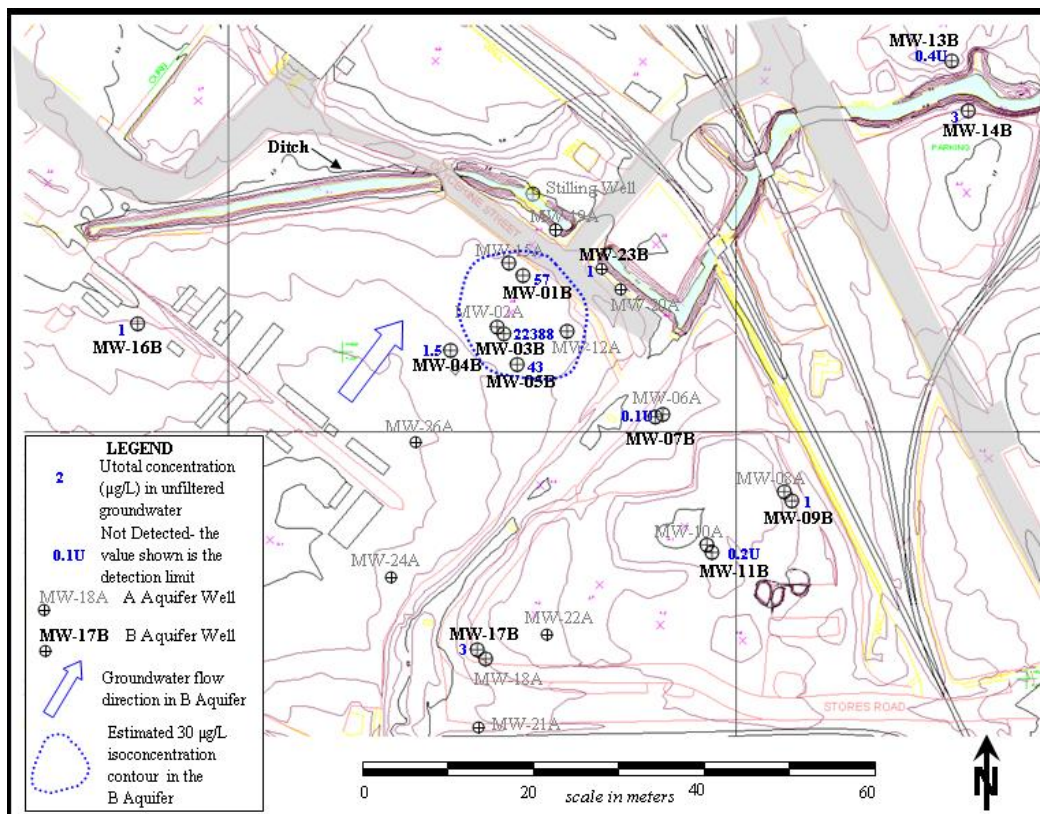 MW-13B
0.4U
3
MW-14B
PARKING
Ditch
Stilling Well
MW-19A
STREET
MW-15A
MW-23B
1
57
MW-01B
MW-20A
MW-02A
22388
MW-03B
MW-12A
1
MW-16B
1.5
MW-04B
43
MW-05B
MW-06A
0.1U
MW-07B
MW-26A
MW-08A
1
MW-09B
MW-10A
0.2U
MW-11B
MW-24A
MW-22A
MW-17B
3
MW-18A
MW-21A
STORES ROAD
LEGEND
2
Utotal concentration
(µg/L) in unfiltered
groundwater
0.1U
Not Detected- the
value shown is the
detection limit
MW-18A A Aquifer Well
MW-17B B Aquifer Well
Groundwater flow
direction in B Aquifer
Estimated 30 µg/L
isoconcentration
contour in the
B Aquifer
0 20 40 60
scale in meters
N